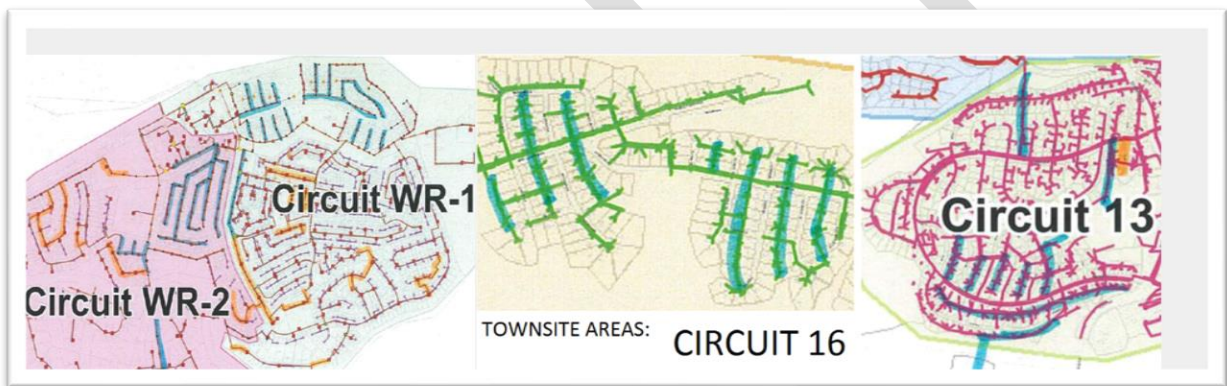 Circuit WR-1
Circuit WR-2
TOWNSITE AREAS: CIRCUIT 16
Circuit 13